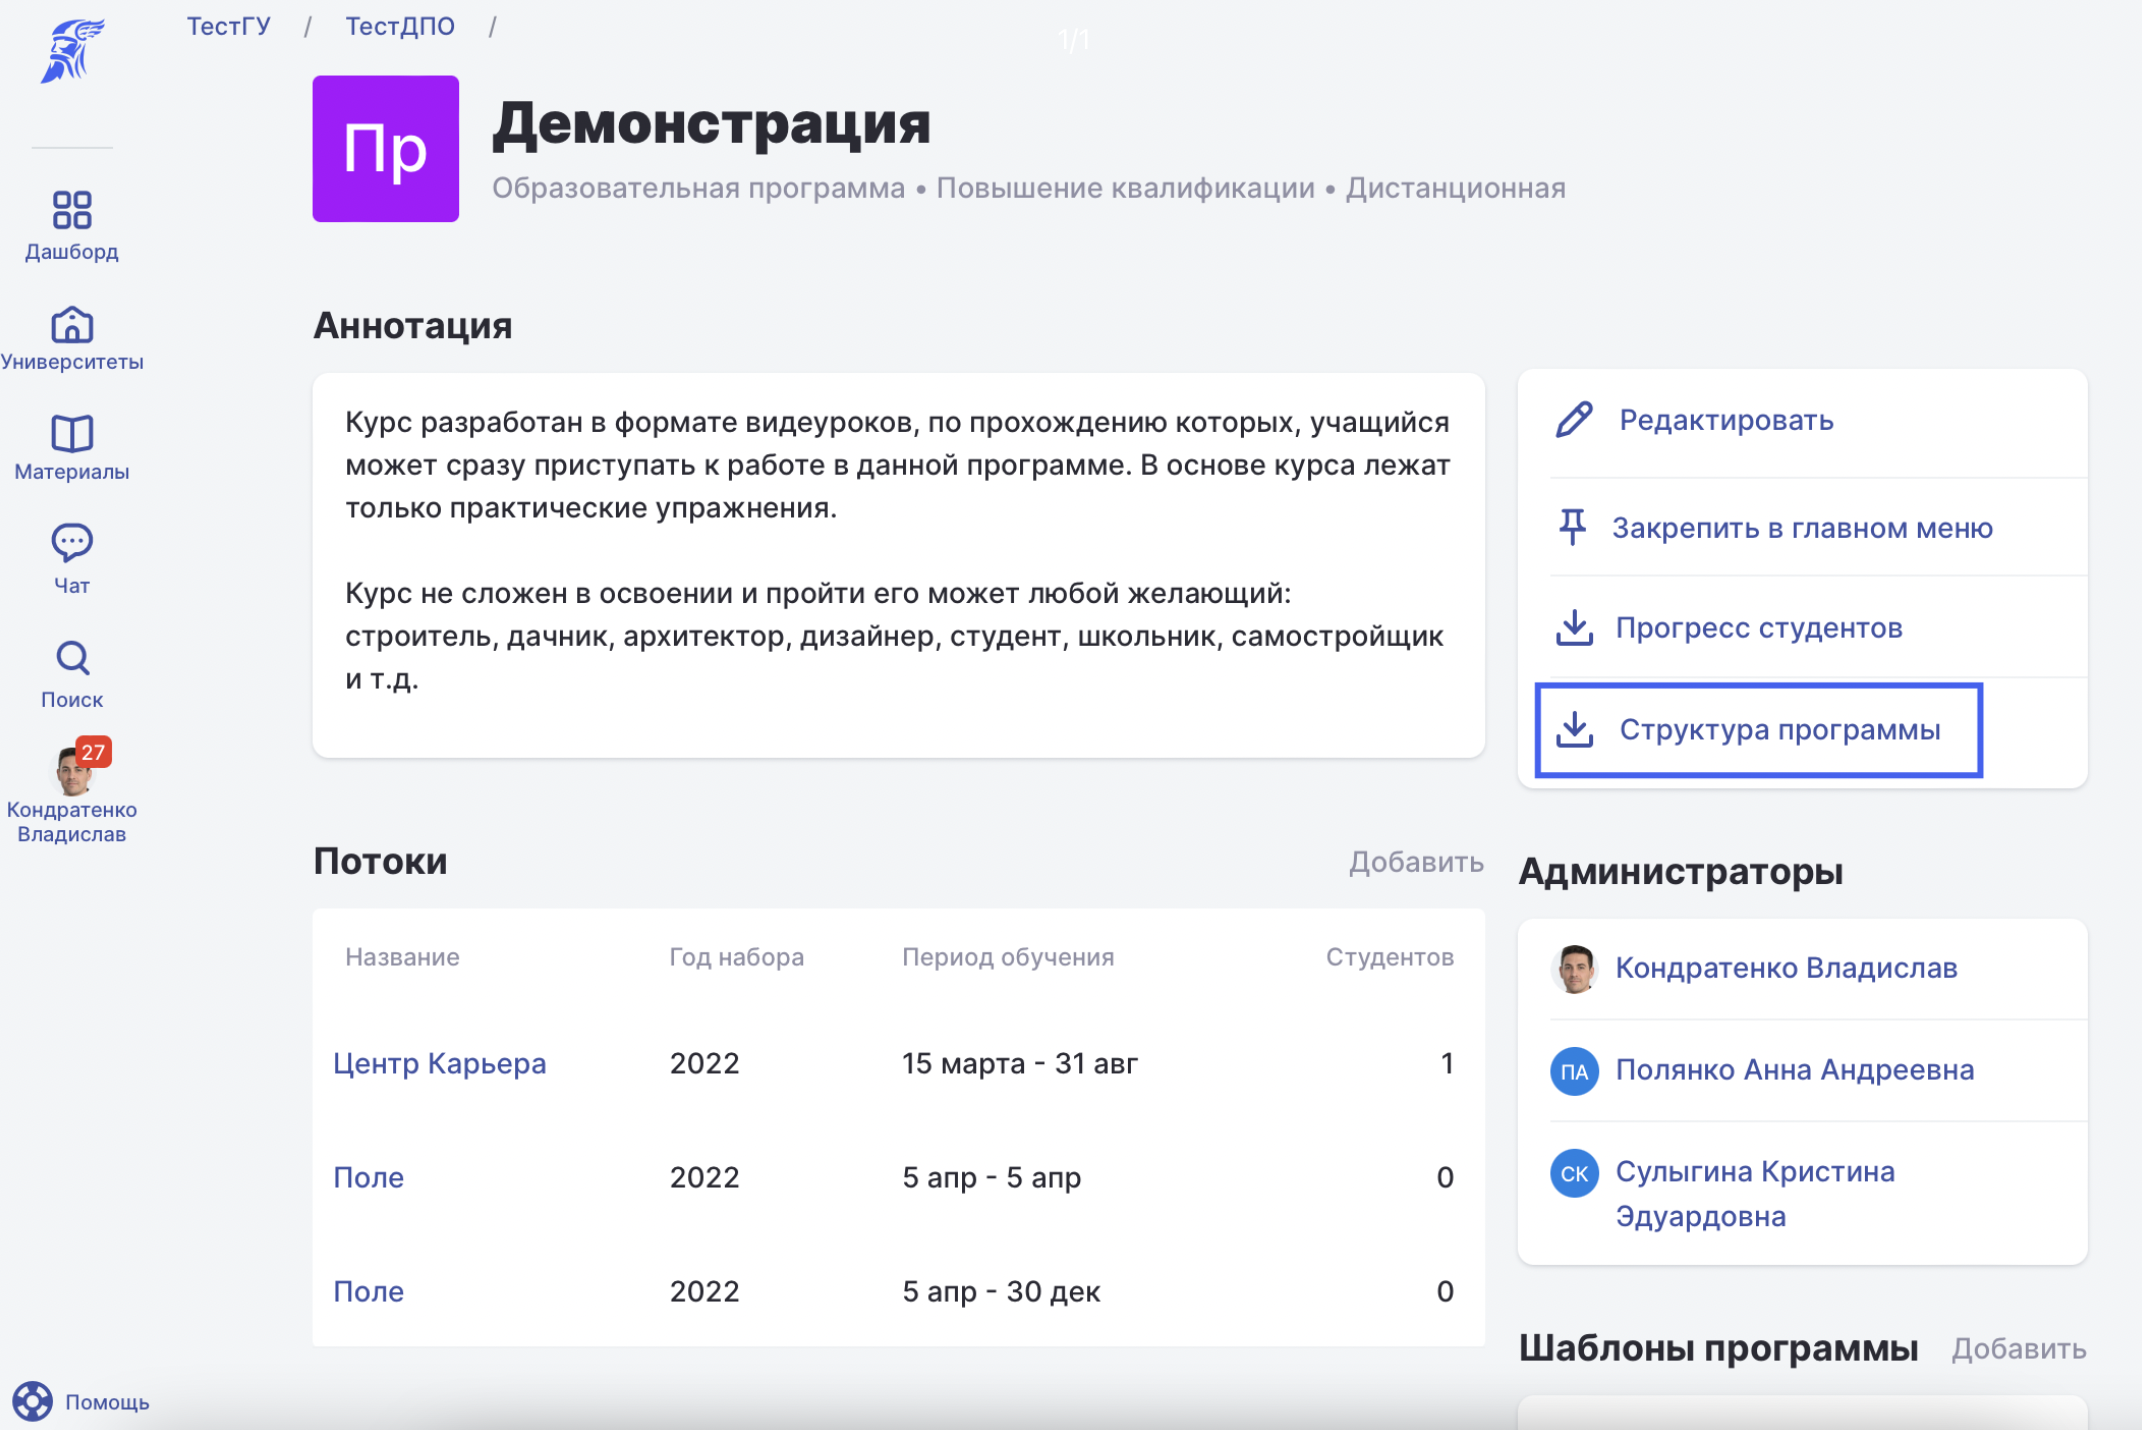 ТестГУ / ТестДПО /
1/1
Пр
Демонстрация
Образовательная программа • Повышение квалификации • Дистанционная
Дашборд
Университеты
Материалы
Чат
Поиск
27
Кондратенко
Владислав
Аннотация
Курс разработан в формате видеуроков, по прохождению которых, учащийся
может сразу приступать к работе в данной программе. В основе курса лежат
только практические упражнения.
Курс не сложен в освоении и пройти его может любой желающий:
строитель, дачник, архитектор, дизайнер, студент, школьник, самостройщик
и т.д.
Редактировать
Закрепить в главном меню
Прогресс студентов
Структура программы
Потоки Добавить
Название Год набора Период обучения Студентов
Центр Карьера 2022 15 марта - 31 авг 1
Поле 2022 5 апр - 5 апр 0
Поле 2022 5 апр - 30 дек 0
Администраторы
Кондратенко Владислав
ПА Полянко Анна Андреевна
СК Сулыгина Кристина
Эдуардовна
Шаблоны программы Добавить
Помощь